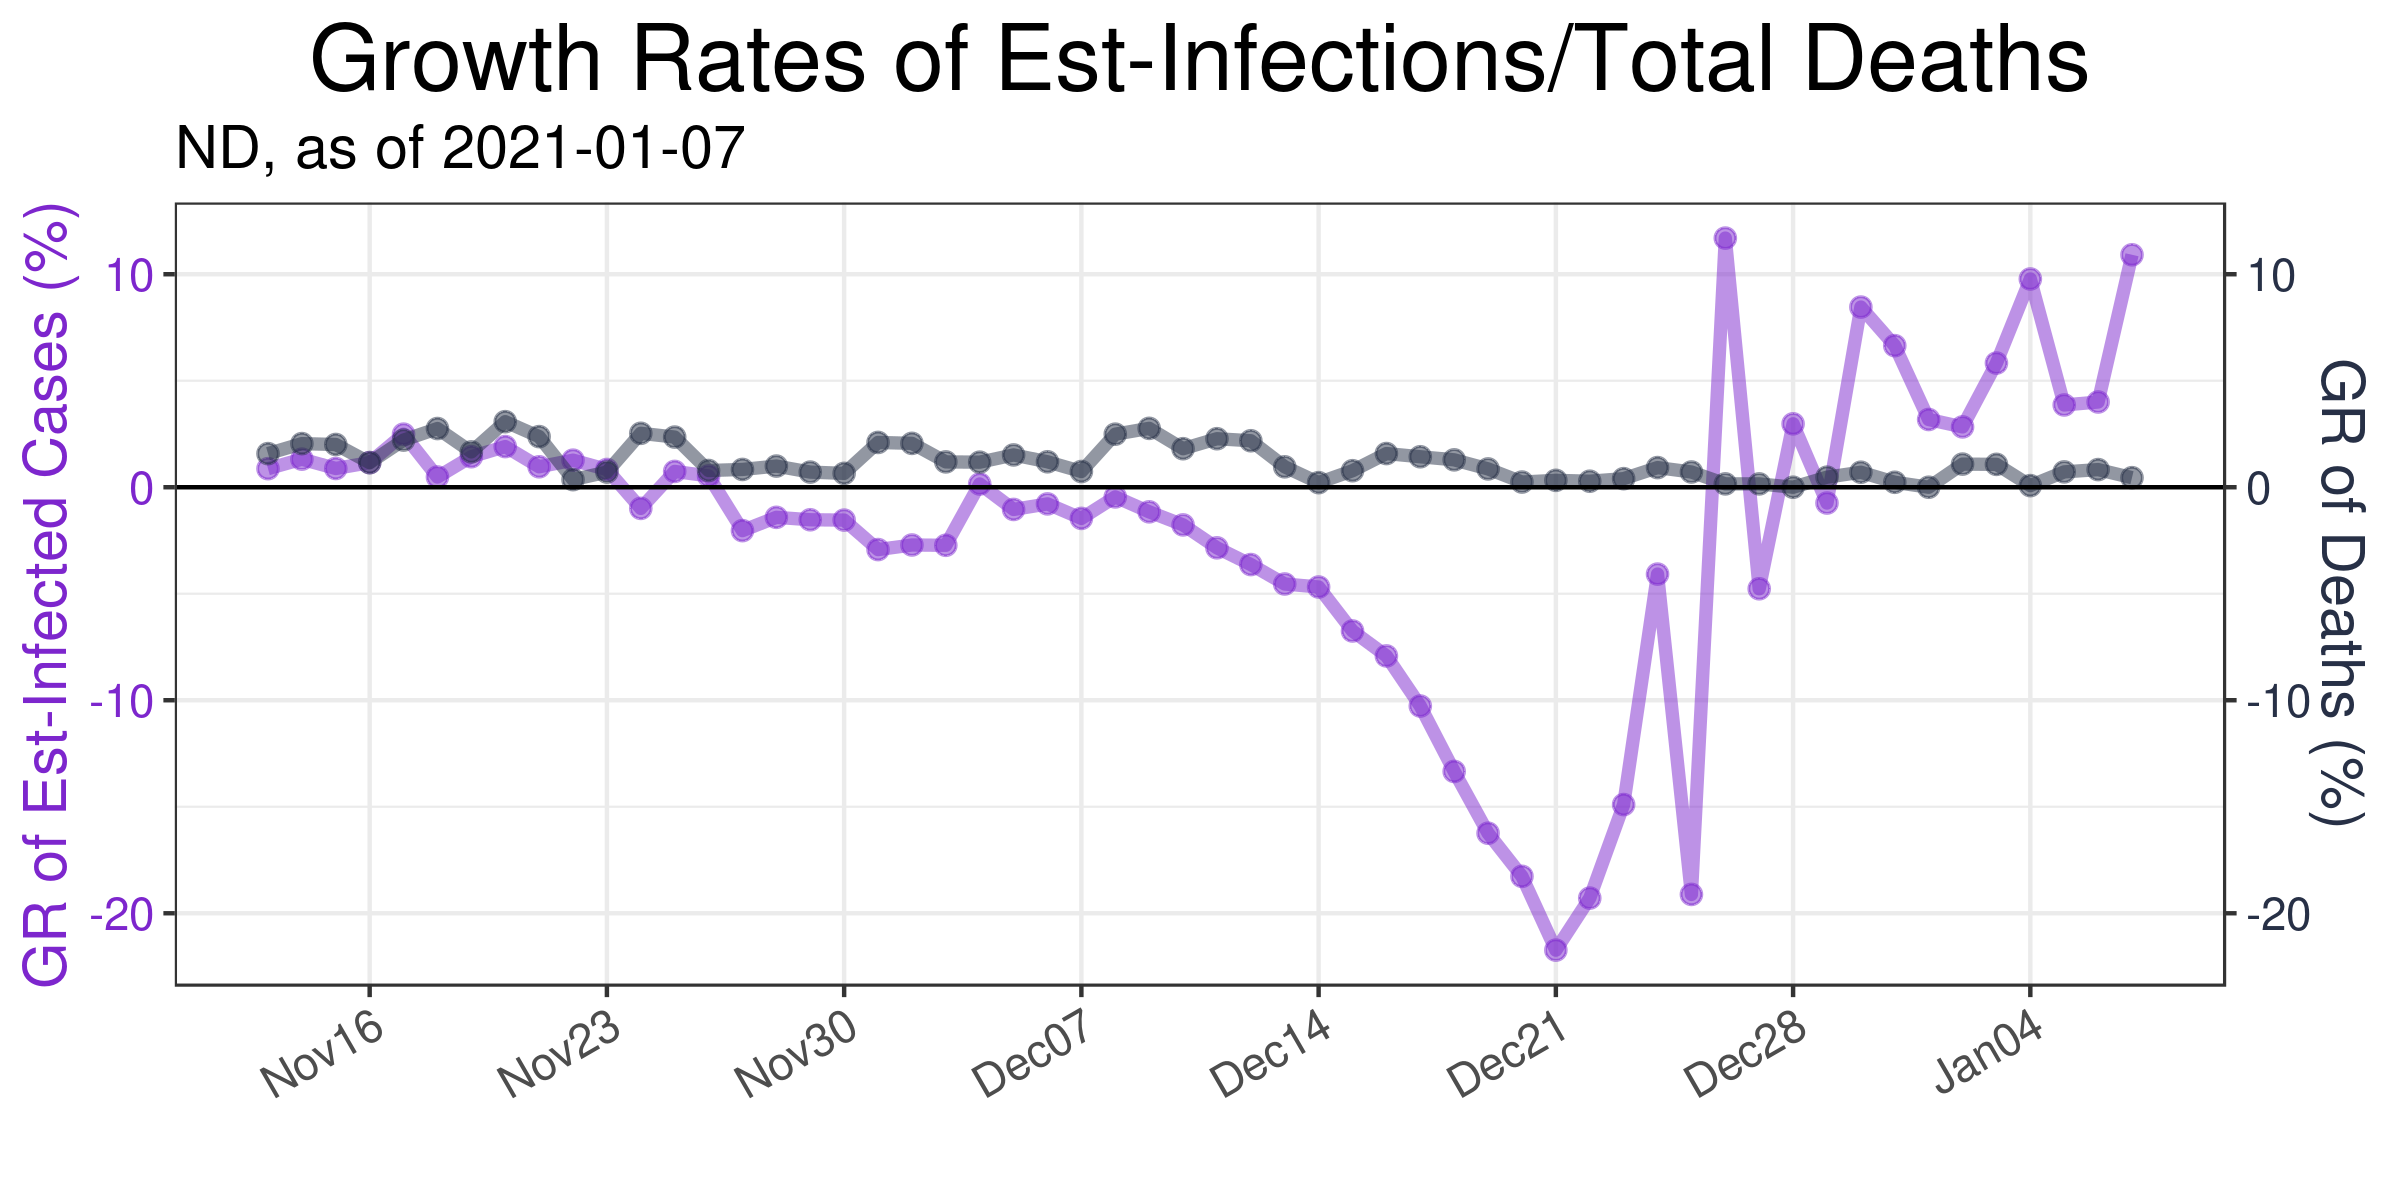 Growth Rates of Est-Infections/Total Deaths
ND, as of 2021-01-07
GR of Est-Infected Cases (%)
10
0
-10
-20
10
0
-10
-20
GR of Deaths (%)
Nov16
Nov23
Nov30
Dec07
Dec14
Dec21
Dec28
Jan04